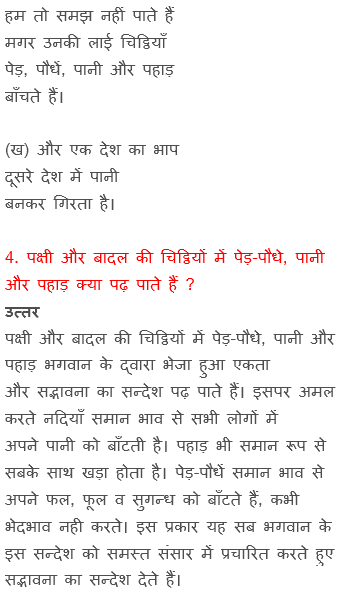 हम तो समझ नहीं पाते हैं
मगर उनकी लाई चिट्ठियाँ
पेड़, पौधें, पानी और पहाड़
बाँचते हैं।
(ख) और एक देश का भाप
दूसरे देश में पानी
बनकर गिरता है।
4. पक्षी और बादल की चिट्ठियों में पेड़-पौधे, पानी
और पहाड़ क्या पढ़ पाते हैं ?
उत्तर
पक्षी और बादल की चिट्ठियों में पेड़-पौधे, पानी और
पहाड़ भगवान के द्वारा भेजा हुआ एकता
और सद्भावना का सन्देश पढ़ पाते हैं। इसपर अमल
करते नदियाँ समान भाव से सभी लोगों में
अपने पानी को बाँटती है। पहाड़ भी समान रूप से
सबके साथ खड़ा होता है। पेड़-पौधें समान भाव से
अपने फल, फूल व सुगन्ध को बाँटते हैं, कभी
भेदभाव नही करते। इस प्रकार यह सब भगवान के
इस सन्देश को समस्त संसार में प्रचारित करते हुए
सद्भावना का सन्देश देते हैं।